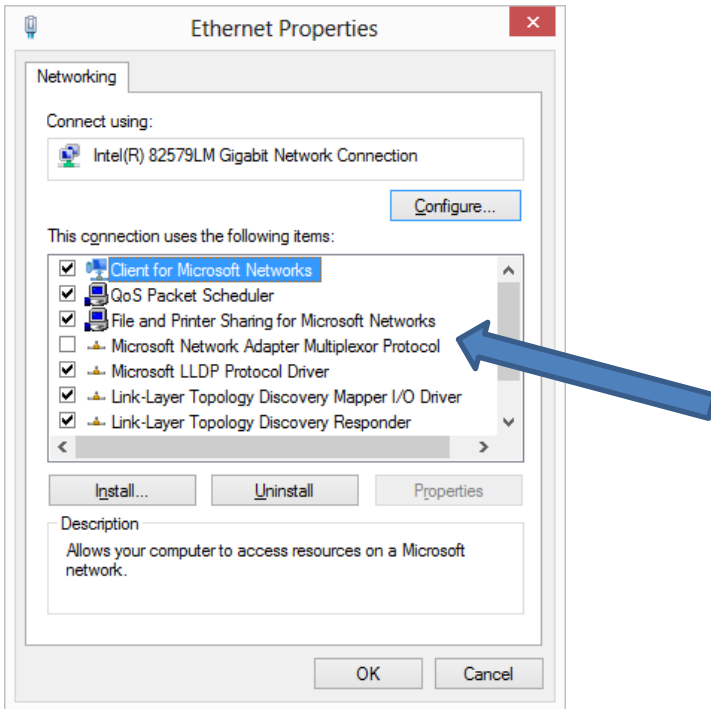 Ethernet Properties
Networking
Connect using:
Intel(R) 82579LM Gigabit Network Connection
Configure...
This connection uses the following items:
Client for Microsoft Networks
QoS Packet Scheduler
File and Printer Sharing for Microsoft Networks
Microsoft Network Adapter Multiplexor Protocol
Microsoft LLDP Protocol Driver
Link-Layer Topology Discovery Mapper I/O Driver
Link-Layer Topology Discovery Responder
Install... Uninstall Properties
Description
Allows your computer to access resources on a Microsoft
network.
OK Cancel